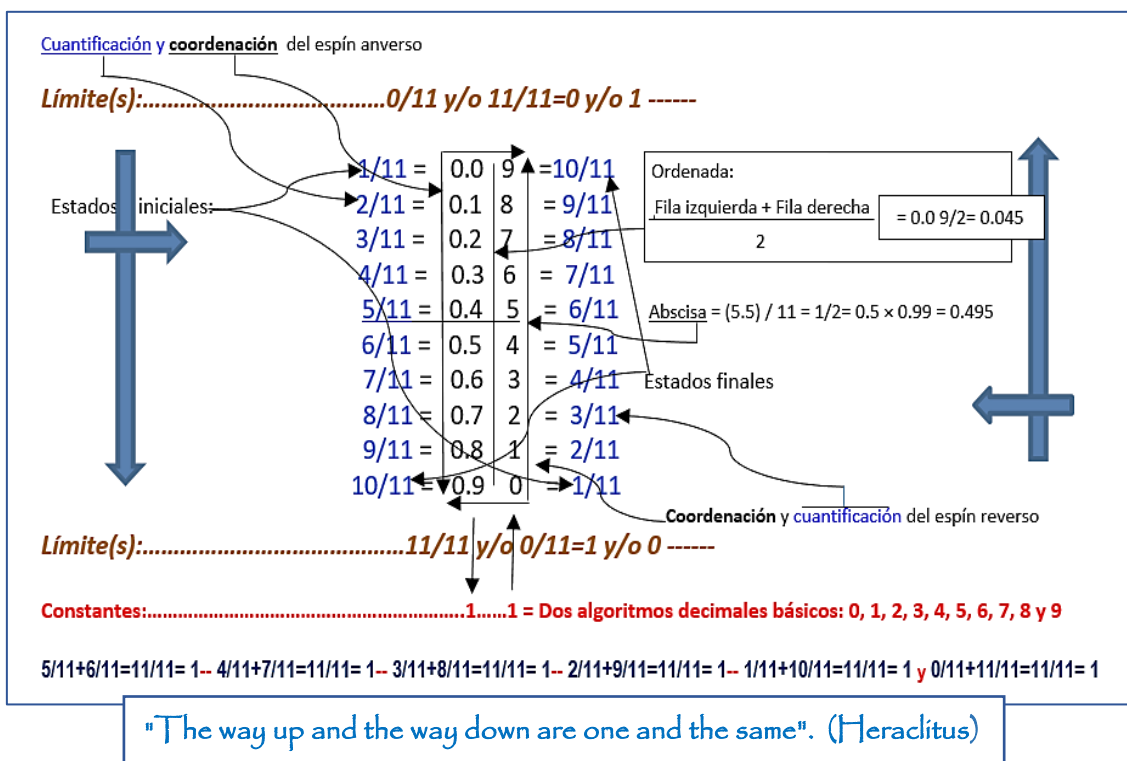 Cuantificación y coordenación del espín anverso
Límite(s):......................................0/11 y/o 11/11=0 y/o 1 ------
1/11 = 0.0 9 =10/11
Ordenada:
Estados iniciales:
2/11 = 0.1 8 = 9/11
Fila izquierda + Fila derecha
2
= 0.0 9/2= 0.045
3/11 = 0.2 7 = 8/11
4/11 = 0.3 6 = 7/11
5/11 = 0.4 5 = 6/11
Abscisa = (5.5) / 11 = 1/2= 0.5 × 0.99 = 0.495
6/11 = 0.5 4 = 5/11
7/11 = 0.6 3 = 4/11
Estados finales
8/11 = 0.7 2 = 3/11
9/11 = 0.8 1 = 2/11
10/11 = 0.9 0 = 1/11
Coordenación y cuantificación del espín reverso
Límite(s):.........................................11/11 y/o 0/11=1 y/o 0 ------
Constantes:...............................................................1......1 = Dos algoritmos decimales básicos: 0, 1, 2, 3, 4, 5, 6, 7, 8 y 9
5/11+6/11=11/11= 1-- 4/11+7/11=11/11= 1-- 3/11+8/11=11/11= 1-- 2/11+9/11=11/11= 1-- 1/11+10/11=11/11= 1 y 0/11+11/11=11/11= 1
"The way up and the way down are one and the same". (Heraclitus)